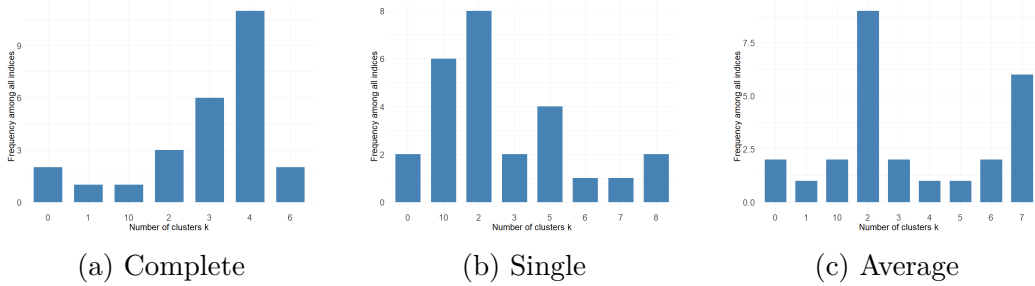 Frequency among all indices
9
6
3
0
0 1 10 2 3 4 6
Number of clusters k
(a) Complete
Frequency among all indices
8
6
4
2
0
0 10 2 3 5 6 7 8
Number of clusters k
(b) Single
Frequency among all indices
7.5
5.0
2.5
0.0
0 1 10 2 3 4 5 6 7
Number of clusters k
(c) Average